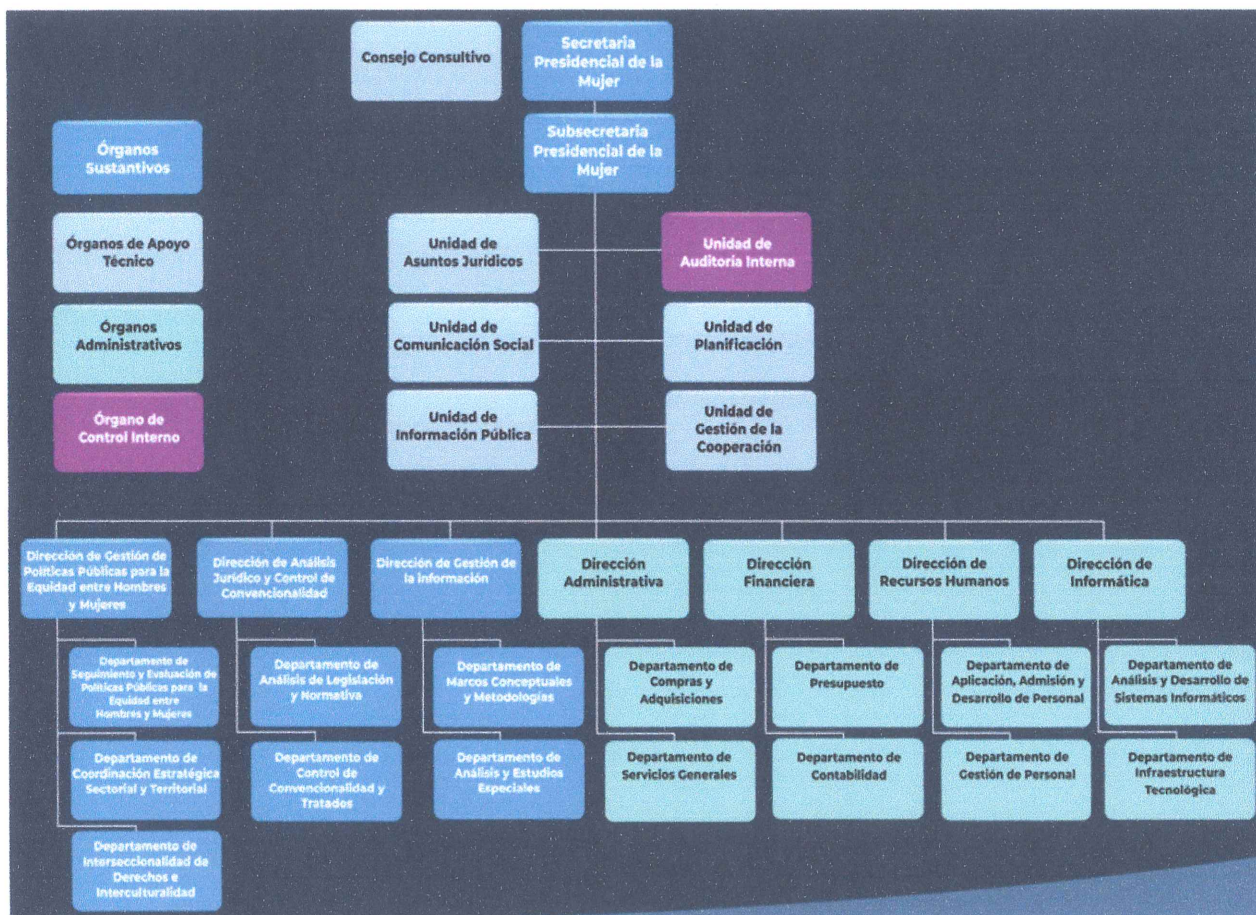 Consejo Consultivo
Secretaria
Presidencial de la
Mujer
Subsecretaria
Presidencial de la
Mujer
Órganos
Sustantivos
Órganos de Apoyo
Técnico
Órganos
Administrativos
Órgano de
Control Interno
Unidad de
Asuntos Jurídicos
Unidad de
Auditoría Interna
Unidad de
Comunicación Social
Unidad de
Planificación
Unidad de
Información Pública
Unidad de
Gestión de la
Cooperación
Dirección de Gestión de
Políticas Públicas para la
Equidad entre Hombres
y Mujeres
Dirección de Análisis
Jurídico y Control de
Convencionalidad
Dirección de Gestión de
la información
Dirección
Administrativa
Dirección
Financiera
Dirección de
Recursos Humanos
Dirección de
Informática
Departamento de
Seguimiento y Evaluación de
Políticas Públicas para la
Equidad entre
Hombres y Mujeres
Departamento de
Análisis de Legislación
y Normativa
Departamento de
Marcos Conceptuales
y Metodologías
Departamento de
Compras y
Adquisiciones
Departamento de
Presupuesto
Departamento de
Aplicación, Admisión y
Desarrollo de Personal
Departamento de
Análisis y Desarrollo de
Sistemas Informáticos
Departamento de
Coordinación Estratégica
Sectorial y Territorial
Departamento de
Control de
Convencionalidad y
Tratados
Departamento de
Análisis y Estudios
Especiales
Departamento de
Servicios Generales
Departamento de
Contabilidad
Departamento de
Gestión de Personal
Departamento de
Infraestructura
Tecnológica
Departamento de
Interseccionalidad de
Derechos e
Interculturalidad